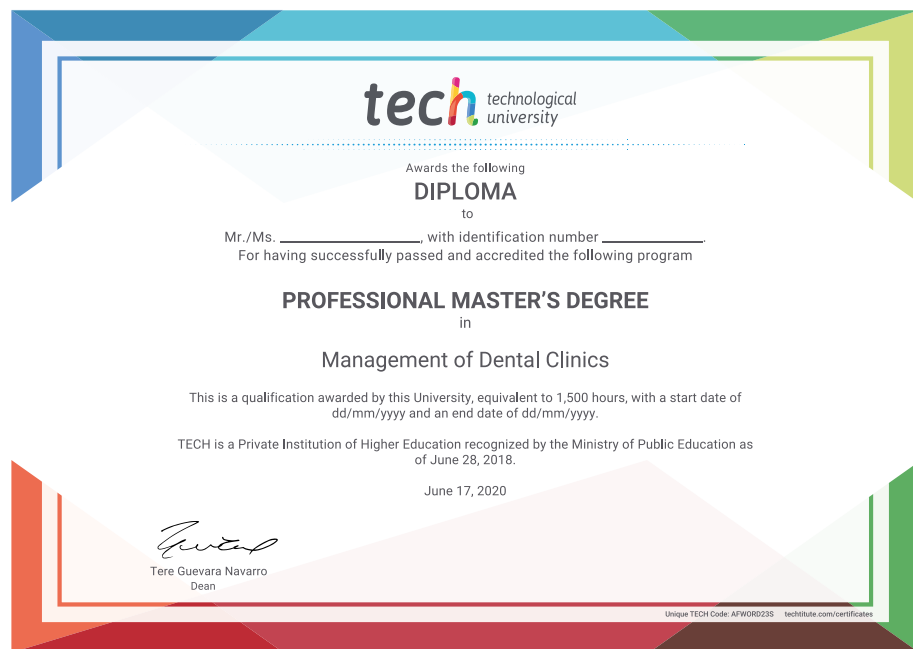 tech technological
university
Awards the following
DIPLOMA
to
Mr./Ms. ____________________, with identification number ______________.
For having successfully passed and accredited the following program
PROFESSIONAL MASTER'S DEGREE
in
Management of Dental Clinics
This is a qualification awarded by this University, equivalent to 1,500 hours, with a start date of
dd/mm/yyyy and an end date of dd/mm/yyyy.
TECH is a Private Institution of Higher Education recognized by the Ministry of Public Education as
of June 28, 2018.
June 17, 2020
Tere Guevara Navarro
Dean
Unique TECH Code: AFWORD23S techtitute.com/certificates